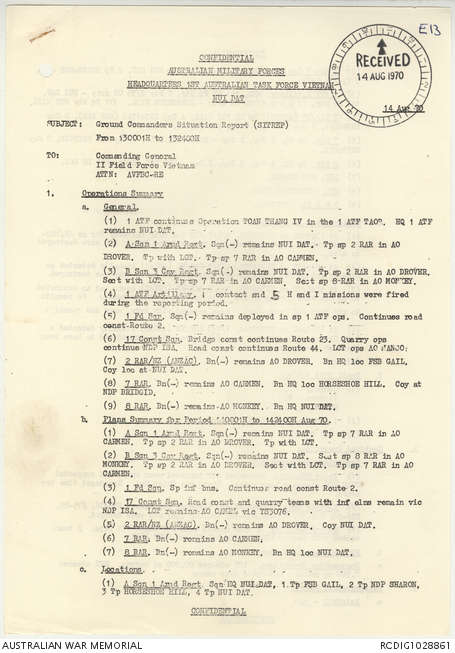 E13
RECEIVED
14 AUG 1970
CONFIDENTIAL
AUSTRALIAN MILITARY FORCES
HEADQUARTERS 1ST AUSTRALIAN TASK FORCE VIETNAM
NUI DAT
14 Aug 70
SUBJECT: Ground Commanders Situation Report (SITREP)
From 130001H to 132400H
TO: Commanding General
II Field Force Vietnam
ATTN: AVFBC-RE
1. Operations Summary
a. General.
(1) 1 ATF continues Operation TOAN THANG IV in the 1 ATF TAOR. HQ 1 ATF
remains NUI DAT.
(2) A Sqn 1 Armd Regt. Sqn(-) remains NUI DAT. Tp sp 2 RAR in AO
DROVER. Tp with LCT. Tp sp 7 RAR in AO CARMEN.
(3) B Sqn 3 Cav Regt. Sqn(-) remains NUI DAT. Tp sp 2 RAR in AO DROVER.
Sect with LCT. Tp sp 7 RAR in AO CARMEN. Sect sp 8 RAR in AO MONKEY.
(4) 1 ATF Artillery. contact and 5 H and I missions were fired
during the reporting period.
(5) 1 Fd Sqn. Sqn(-) remains deployed in sp 1 ATF ops. Continues road
const Route 2.
(6) 17 Const Sqn. Bridge const continues Route 23. Quarry ops
continue NDP ISA. Road const continues Route 44. LCT ops AO BANJO.
(7) 2 RAR/NZ (ANZAC). Bn(-) remains AO DROVER. Bn HQ loc FSB GAIL.
Coy loc at NUI DAT.
(8) 7 RAR. Bn(-) remains AO CARMEN. Bn HQ loc HORSESHOE HILL. Coy at
NDP BRIDGID.
(9) 8 RAR. Bn(-) remains AO MONKEY. Bn HQ NUI DAT.
b. Plans Summary for Period 140001H to 142400H Aug 70.
(1) A Sqn 1 Armd Regt. Sqn(-) remains NUI DAT. Tp sp 7 RAR in AO
CARMEN. Tp sp 2 RAR in AO DROVER. Tp with LCT.
(2) B Sqn 3 Cav Regt. Sqn(-) remains NUI DAT. Sect sp 8 RAR in AO
MONKEY. Tp sp 2 RAR in AO DROVER. Sect with LCT. Tp sp 7 RAR in AO
CARMEN.
(3) 1 Fd Sqn. Sp inf bns. Continues road const Route 2.
(4) 17 Const Sqn. Road const and quarry teams with inf elms remain vic
NDP ISA. LCT remains AO CAMEL vic YS3076.
(5) 2 RAR/NZ (ANZAC). Bn(-) remains AO DROVER. Coy NUI DAT.
(6) 7 RAR. Bn(-) remains AO CARMEN.
(7) 8 RAR. Bn(-) remains AO MONKEY. Bn HQ loc NUI DAT.
c. Locations
(1) A Sqn 1 Armd Regt. Sqn HQ NUI DAT, 1 Tp FSB GAIL, 2 Tp NDP SHARON,
3 Tp HORSESHOE HILL, 4 Tp NUI DAT.
CONFIDENTIAL
AUSTRALIAN WAR MEMORIAL
RCDIG1028861